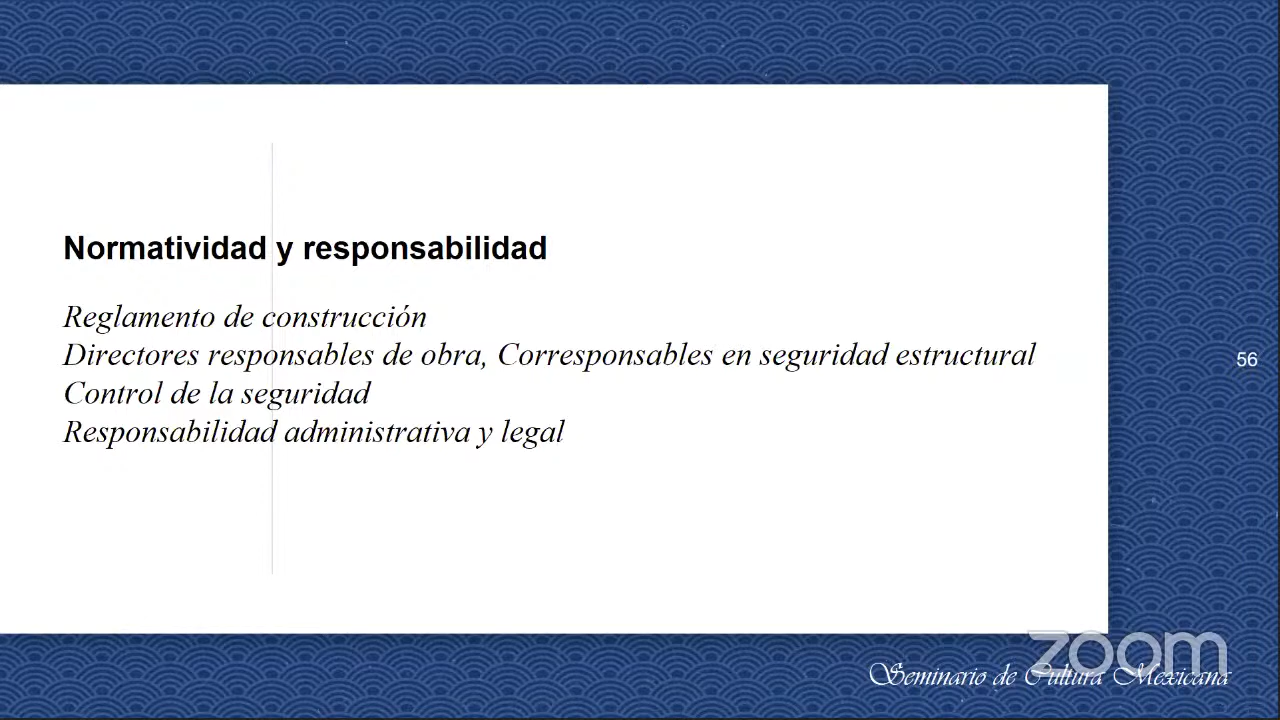 Normatividad y responsabilidad
Reglamento de construcción
Directores responsables de obra, Corresponsables en seguridad estructural
Control de la seguridad
Responsabilidad administrativa y legal
56
zoom
Seminario de Cultura Mexicana